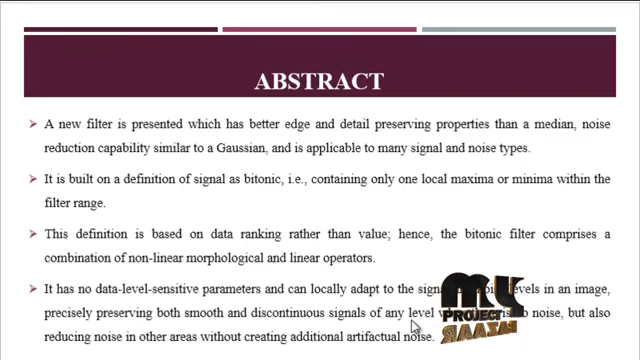 ABSTRACT
A new filter is presented which has better edge and detail preserving properties than a median, noise
reduction capability similar to a Gaussian, and is applicable to many signal and noise types.
It is built on a definition of signal as bitonic, i.e., containing only one local maxima or minima within the
filter range.
This definition is based on data ranking rather than value; hence, the bitonic filter comprises a
combination of non-linear morphological and linear operators.
It has no data-level-sensitive parameters and can locally adapt to the signal levels in an image,
precisely preserving both smooth and discontinuous signals of any level noise, but also
reducing noise in other areas without creating additional artifactual noise.
MY
PROJECT
BAZAAR